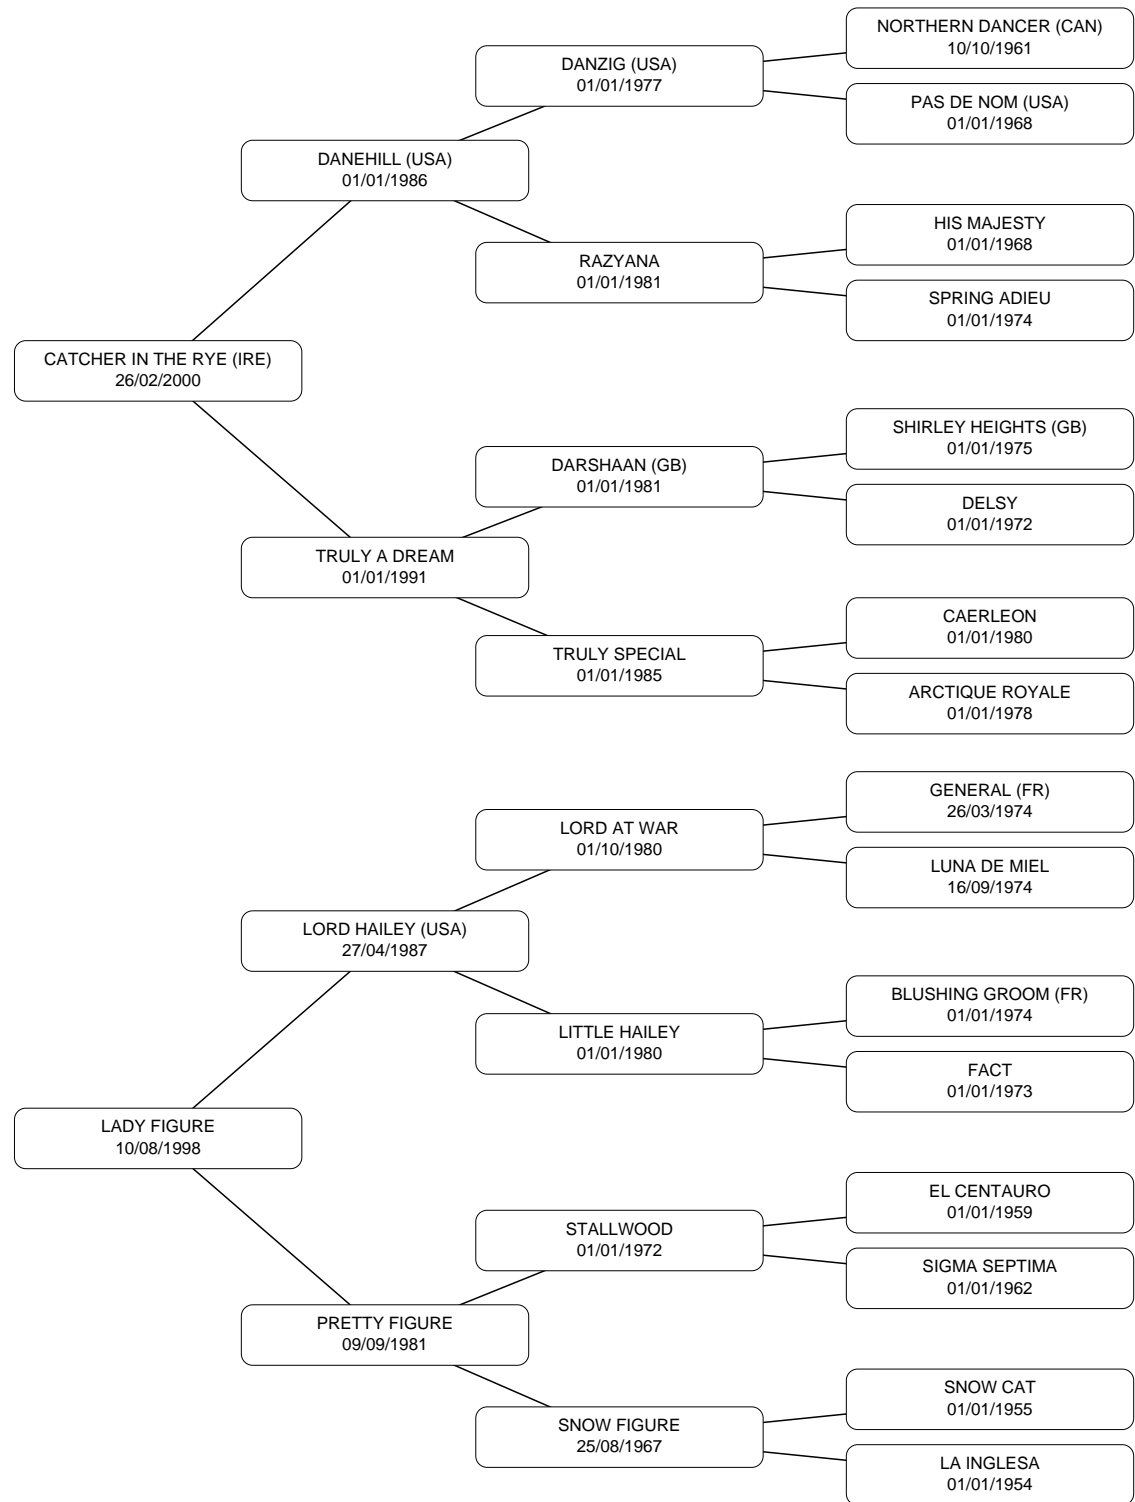 NORTHERN DANCER (CAN)
10/10/1961
DANZIG (USA)
01/01/1977
PAS DE NOM (USA)
01/01/1968
DANEHILL (USA)
01/01/1986
HIS MAJESTY
01/01/1968
RAZYANA
01/01/1981
SPRING ADIEU
01/01/1974
CATCHER IN THE RYE (IRE)
26/02/2000
SHIRLEY HEIGHTS (GB)
01/01/1975
DARSHAAN (GB)
01/01/1981
DELSY
01/01/1972
TRULY A DREAM
01/01/1991
CAERLEON
01/01/1980
TRULY SPECIAL
01/01/1985
ARCTIQUE ROYALE
01/01/1978
GENERAL (FR)
26/03/1974
LORD AT WAR
01/10/1980
LUNA DE MIEL
16/09/1974
LORD HAILEY (USA)
27/04/1987
BLUSHING GROOM (FR)
01/01/1974
LITTLE HAILEY
01/01/1980
FACT
01/01/1973
LADY FIGURE
10/08/1998
EL CENTAURO
01/01/1959
STALLWOOD
01/01/1972
SIGMA SEPTIMA
01/01/1962
PRETTY FIGURE
09/09/1981
SNOW CAT
01/01/1955
SNOW FIGURE
25/08/1967
LA INGLESA
01/01/1954